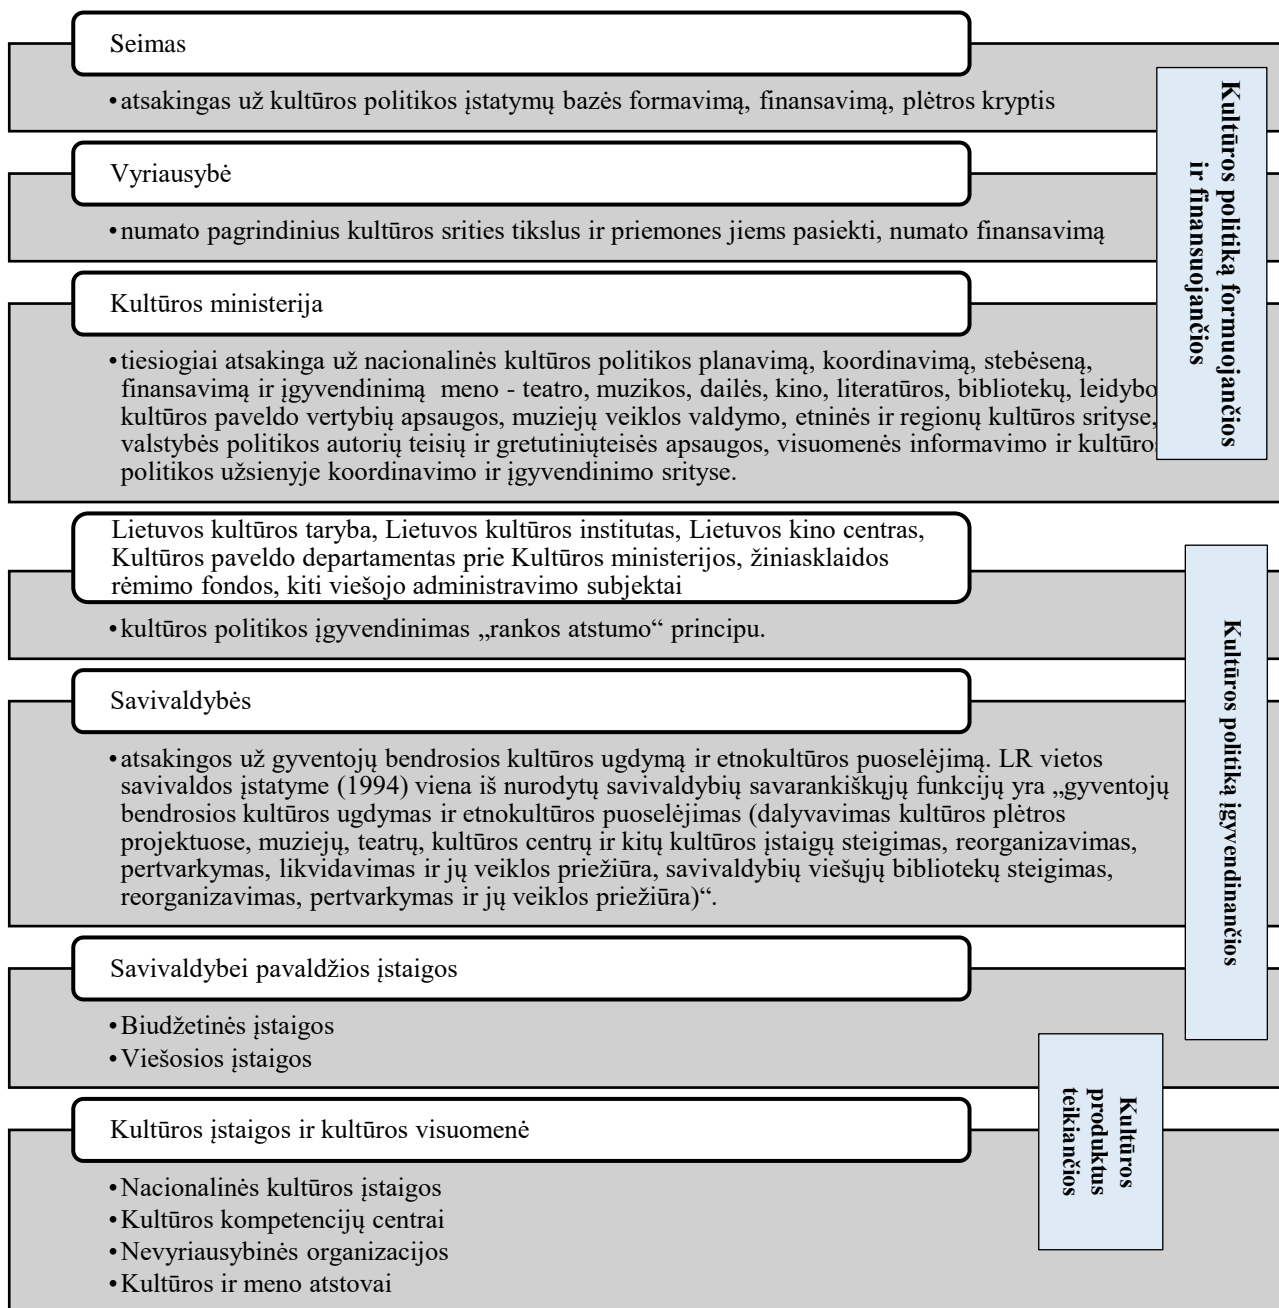 Seimas
•atsakingas už kultūros politikos įstatymų bazės formavimą, finansavimą, plėtros kryptis
Vyriausybė
•numato pagrindinius kultūros srities tikslus ir priemones jiems pasiekti, numato finansavimą
Kultūros ministerija
•tiesiogiai atsakinga už nacionalinės kultūros politikos planavimą, koordinavimą, stebėseną,
finansavimą ir įgyvendinimą meno - teatro, muzikos, dailės, kino, literatūros, bibliotekų, leidybo
kultūros paveldo vertybių apsaugos, muziejų veiklos valdymo, etninės ir regionų kultūros srityse,
valstybės politikos autorių teisių ir gretutiniųteisės apsaugos, visuomenės informavimo ir kultūro
politikos užsienyje koordinavimo ir įgyvendinimo srityse.
Kultūros politiką formuojančios
ir finansuojančios
Lietuvos kultūros taryba, Lietuvos kultūros institutas, Lietuvos kino centras,
Kultūros paveldo departamentas prie Kultūros ministerijos, žiniasklaidos
rėmimo fondos, kiti viešojo administravimo subjektai
•kultūros politikos įgyvendinimas „rankos atstumo“ principu.
Savivaldybės
•atsakingos už gyventojų bendrosios kultūros ugdymą ir etnokultūros puoselėjimą. LR vietos
savivaldos įstatyme (1994) viena iš nurodytų savivaldybių savarankiškųjų funkcijų yra „gyventojų
bendrosios kultūros ugdymas ir etnokultūros puoselėjimas (dalyvavimas kultūros plėtros
projektuose, muziejų, teatrų, kultūros centrų ir kitų kultūros įstaigų steigimas, reorganizavimas,
pertvarkymas, likvidavimas ir jų veiklos priežiūra, savivaldybių viešųjų bibliotekų steigimas,
reorganizavimas, pertvarkymas ir jų veiklos priežiūra)“.
Savivaldybei pavaldžios įstaigos
•Biudžetinės įstaigos
•Viešosios įstaigos
Kultūros politiką įgyvendinančios
Kultūros įstaigos ir kultūros visuomenė
•Nacionalinės kultūros įstaigos
•Kultūros kompetencijų centrai
•Nevyriausybinės organizacijos
•Kultūros ir meno atstovai
Kultūros
produktus
teikiančios